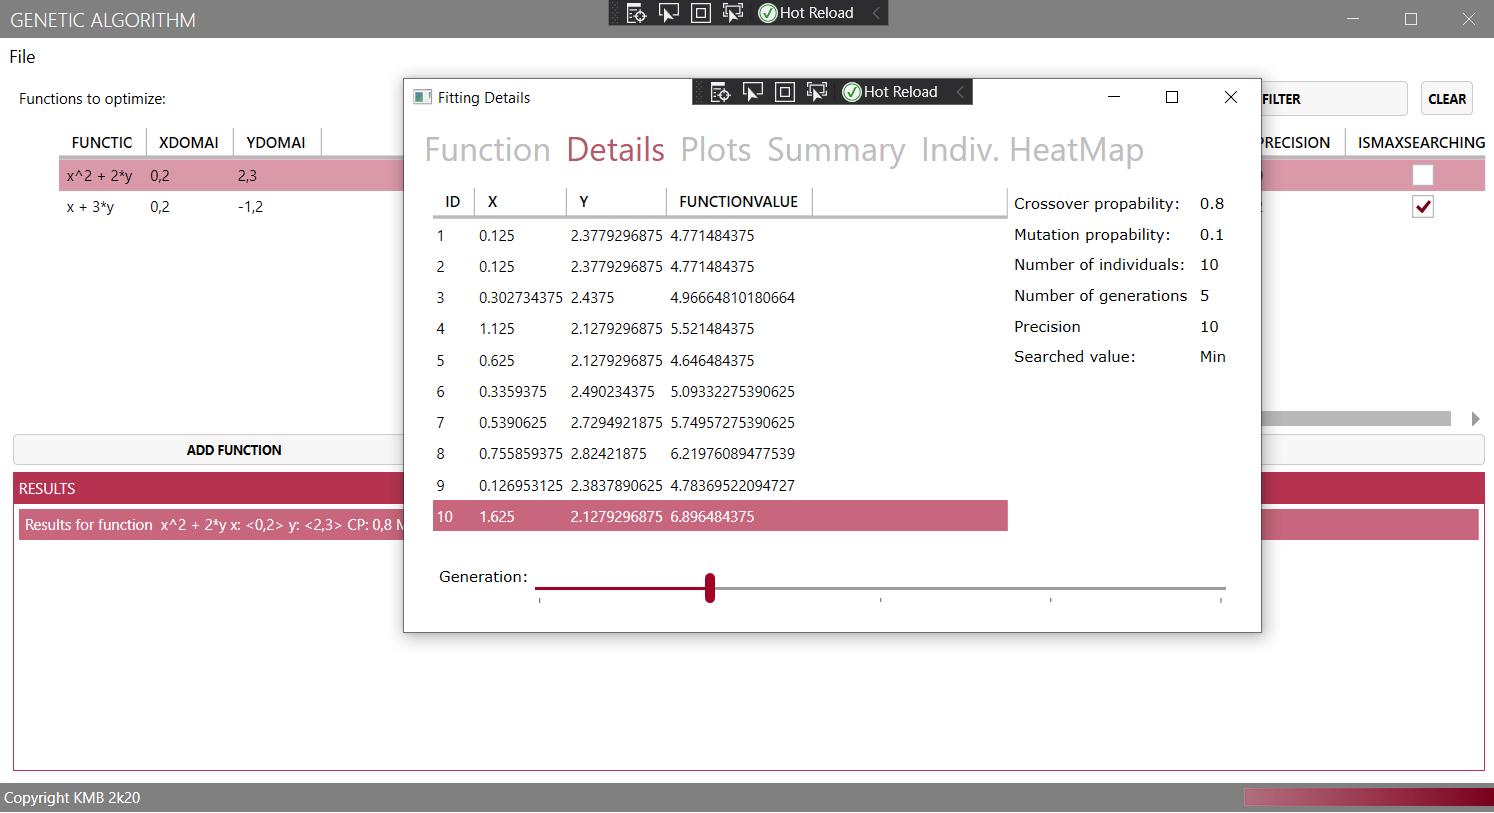 GENETIC ALGORITHM
Hot Reload
File
Functions to optimize:
FILTER
CLEAR
FUNCTIC XDOMAI YDOMAI
PRECISION ISMAXSEARCHING
x^2 + 2*y 0,2 2,3
x + 3*y 0,2 -1,2
Fitting Details
Hot Reload
Function Details Plots Summary Indiv. HeatMap
ID X Y FUNCTIONVALUE
1 0.125 2.3779296875 4.771484375
2 0.125 2.3779296875 4.771484375
3 0.302734375 2.4375 4.96664810180664
4 1.125 2.1279296875 5.521484375
5 0.625 2.1279296875 4.646484375
6 0.3359375 2.490234375 5.09332275390625
7 0.5390625 2.7294921875 5.74957275390625
8 0.755859375 2.82421875 6.21976089477539
9 0.126953125 2.3837890625 4.78369522094727
10 1.625 2.1279296875 6.896484375
Crossover propability: 0.8
Mutation propability: 0.1
Number of individuals: 10
Number of generations 5
Precision 10
Searched value: Min
Generation:
ADD FUNCTION
RESULTS
Results for function x^2 + 2*y x: <0,2> y: <2,3> CP: 0,8 M
Copyright KMB 2k20